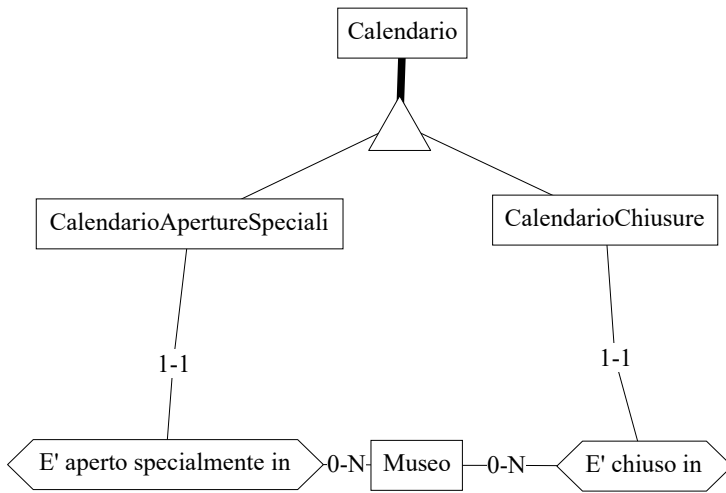 Calendario
CalendarioApertureSpeciali
CalendarioChiusure
1-1
1-1
E' aperto specialmente in
0-N
Museo
0-N
E' chiuso in